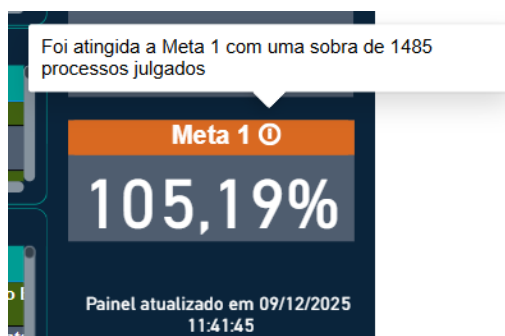 Foi atingida a Meta 1 com uma sobra de 1485
processos julgados
Meta 1
105,19%
Painel atualizado em 09/12/2025
11:41:45